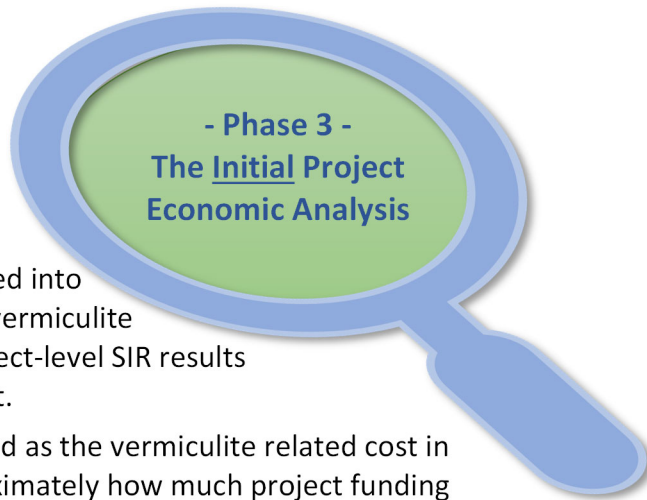 - Phase 3 -
The Initial Project
Economic Analysis
ed into
vermiculite
ect-level SIR results
t.
d as the vermiculite related cost in
ximately how much project funding